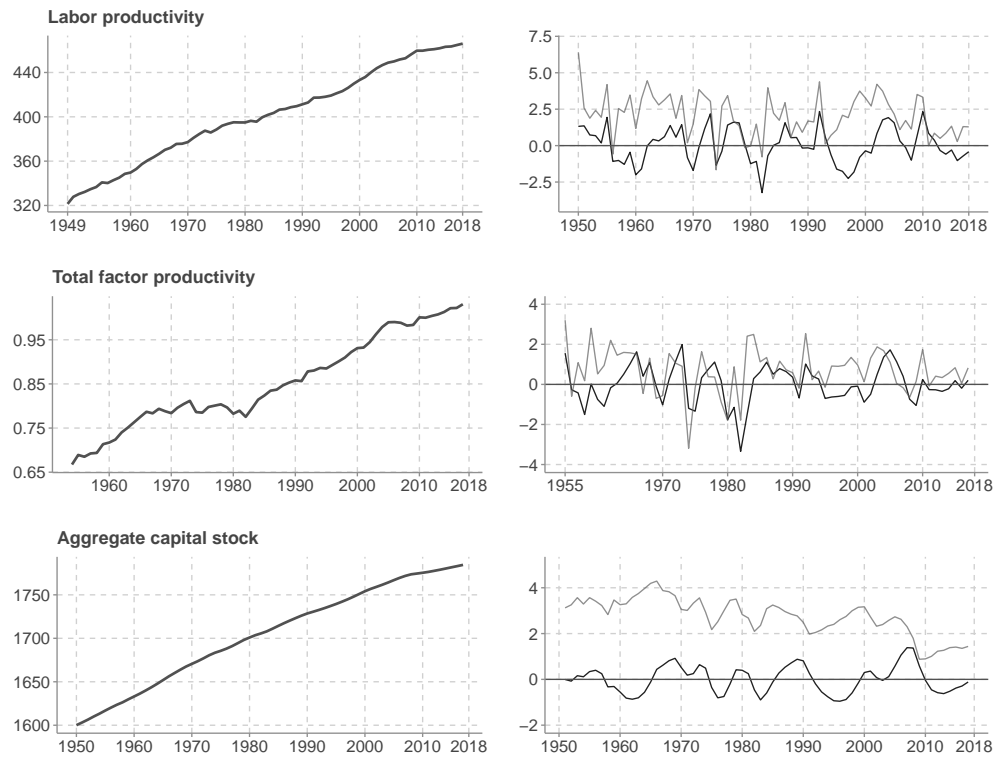 Labor productivity
440
400
360
320
1949 1960 1970 1980 1990 2000 2010 2018
7.5
5.0
2.5
0.0
−2.5
1950 1960 1970 1980 1990 2000 2010 2018
Total factor productivity
0.95
0.85
0.75
0.65
1960 1970 1980 1990 2000 2010 2018
4
2
0
−2
−4
1955 1970 1980 1990 2000 2010 2018
Aggregate capital stock
1750
1700
1650
1600
1950 1960 1970 1980 1990 2000 2010 2018
4
2
0
−2
1950 1960 1970 1980 1990 2000 2010 2018